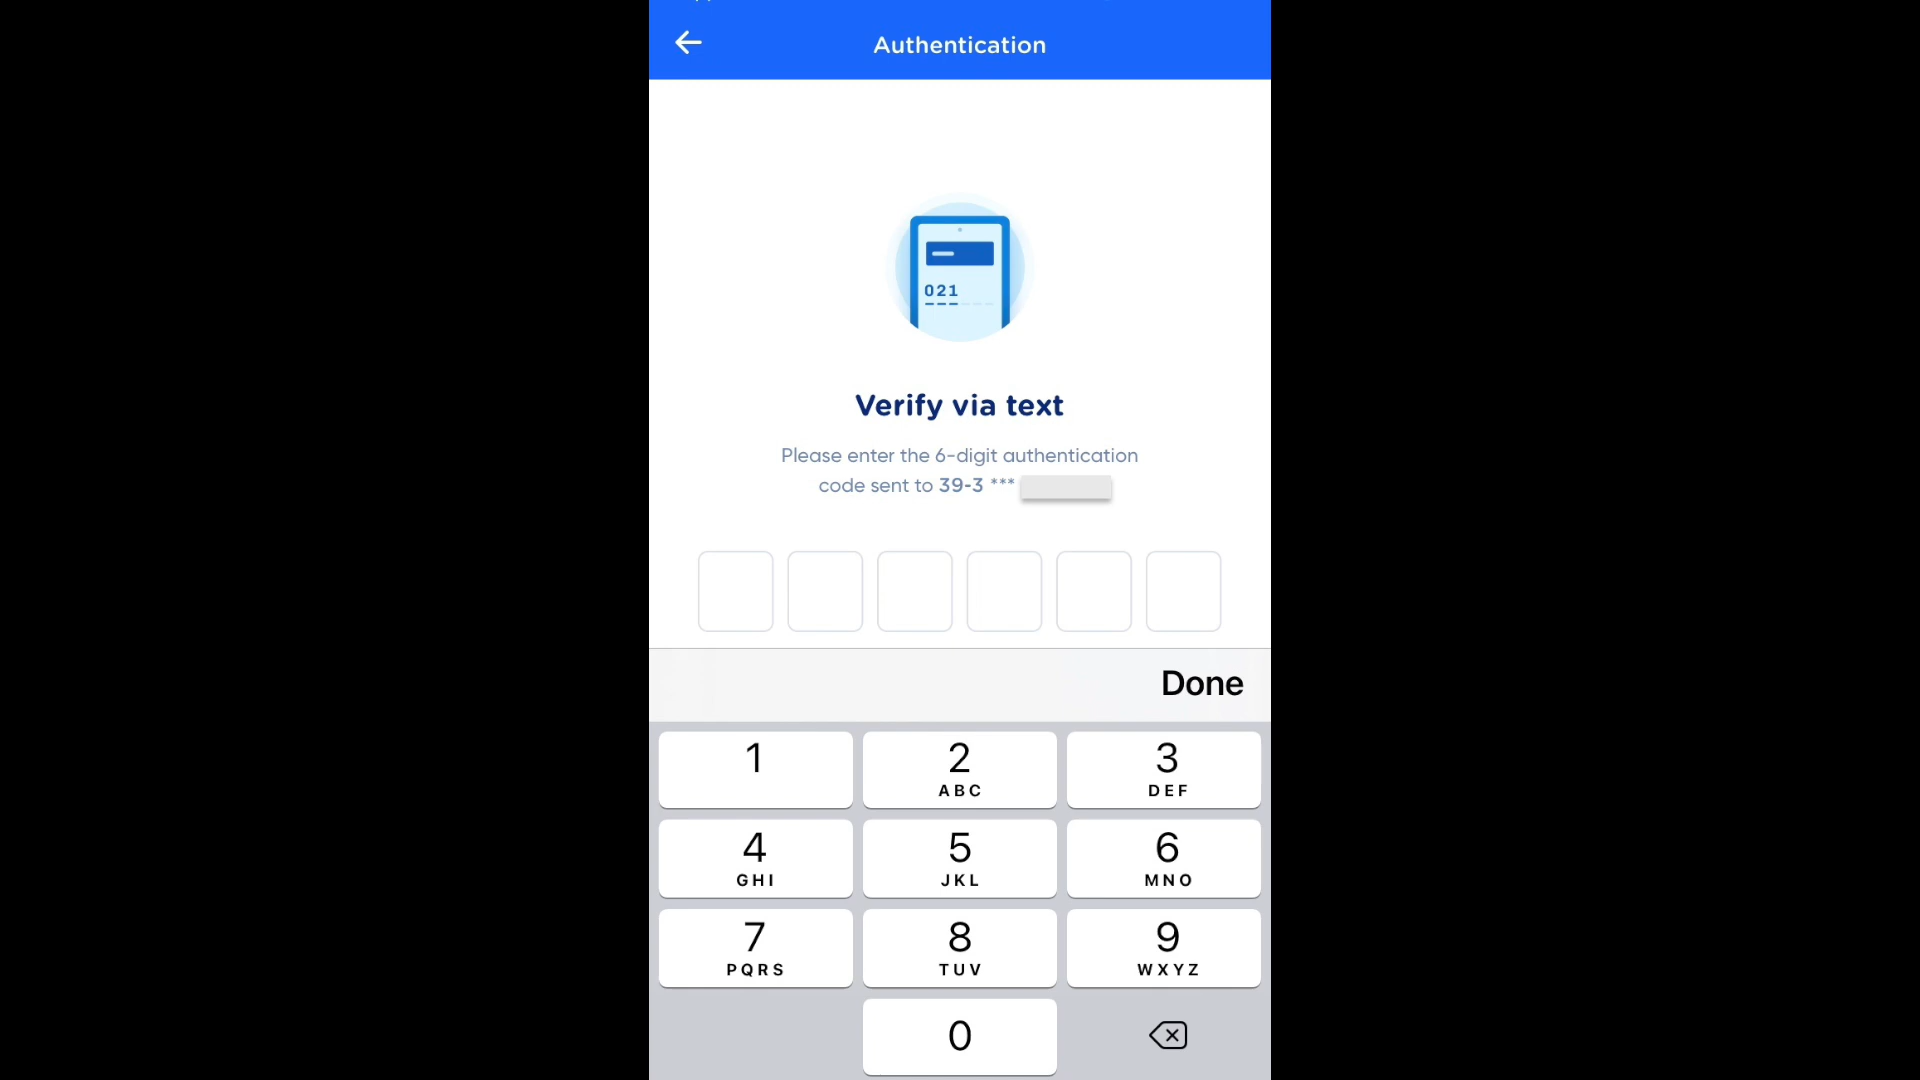 Authentication
021
Verify via text
Please enter the 6-digit authentication
code sent to 39-3 ***
Done
1
2
ABC
3
DEF
4
GHI
5
JKL
6
MNO
7
PQRS
8
TUV
9
WXYZ
0